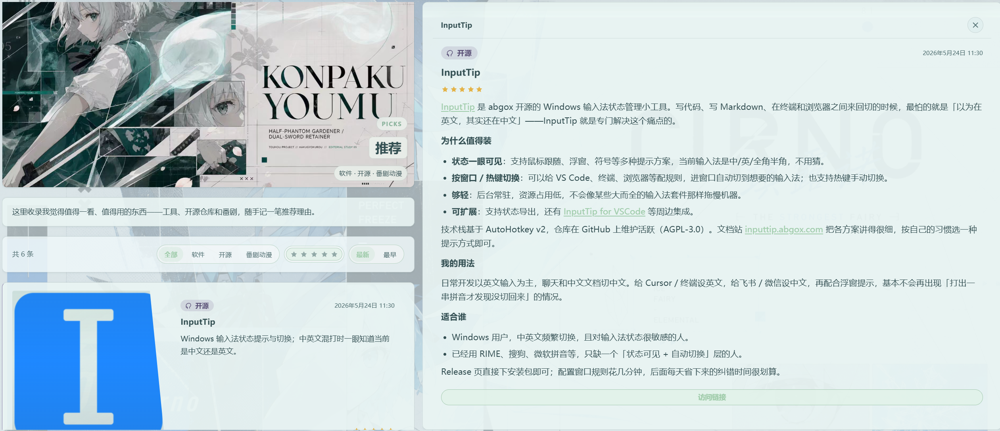 05
KONPAKU YOUMU_05
KONPAKU
YOUMU
HALF-PHANTOM GARDENER /
DUAL-SWORD RETAINER
TOUHOU PROJECT // HAKUGYOKUROU // EDITORIAL STUDY 05
PICKS
推荐
软件 · 开源 · 番剧动漫
这里收录我觉得值得一看、值得用的东西——工具、开源仓库和番剧，随手记一笔推荐理由。
PERFECT
FREEZE
共 6 条
全部 软件 开源 番剧动漫 ★ ★ ★ ★ ★ 最新 最早
开源 2026年5月24日 11:30
InputTip
Windows 输入法状态提示与切换；中英文混打时一眼知道当前
是中文还是英文。
InputTip
开源 2026年5月24日 11:30
InputTip
★ ★ ★ ★ ★
InputTip 是 abgox 开源的 Windows 输入法状态管理小工具。写代码、写 Markdown、在终端和浏览器之间来回切的时候，最怕的就是「以为在
英文，其实还在中文」——InputTip 就是专门解决这个痛点的。
为什么值得装
• 状态一眼可见：支持鼠标跟随、浮窗、符号等多种提示方案，当前输入法是中/英/全角半角，不用猜。
• 按窗口 / 热键切换：可以给 VS Code、终端、浏览器等配规则，进窗口自动切到想要的输入法；也支持热键手动切换。
• 够轻：后台常驻，资源占用低，不会像某些大而全的输入法套件那样拖慢机器。
• 可扩展：支持状态导出，还有 InputTip for VSCode 等周边集成。
技术栈基于 AutoHotkey v2，仓库在 GitHub 上维护活跃（AGPL-3.0）。文档站 inputtip.abgox.com 把各方案讲得很细，按自己的习惯选一种
提示方式即可。
我的用法
日常开发以英文输入为主，聊天和中文文档切中文。给 Cursor / 终端设英文，给飞书 / 微信设中文，再配合浮窗提示，基本不会再出现「打出一
串拼音才发现没切回来」的情况。
适合谁
• Windows 用户，中英文频繁切换，且对输入法状态很敏感的人。
• 已经用 RIME、搜狗、微软拼音等，只缺一个「状态可见 + 自动切换」层的人。
Release 页直接下安装包即可；配置窗口规则花几分钟，后面每天省下来的纠错时间很划算。
访问链接
CIRNO
THE STRONGEST FAIRY
ICE
FAIRY
ELEMENTAL